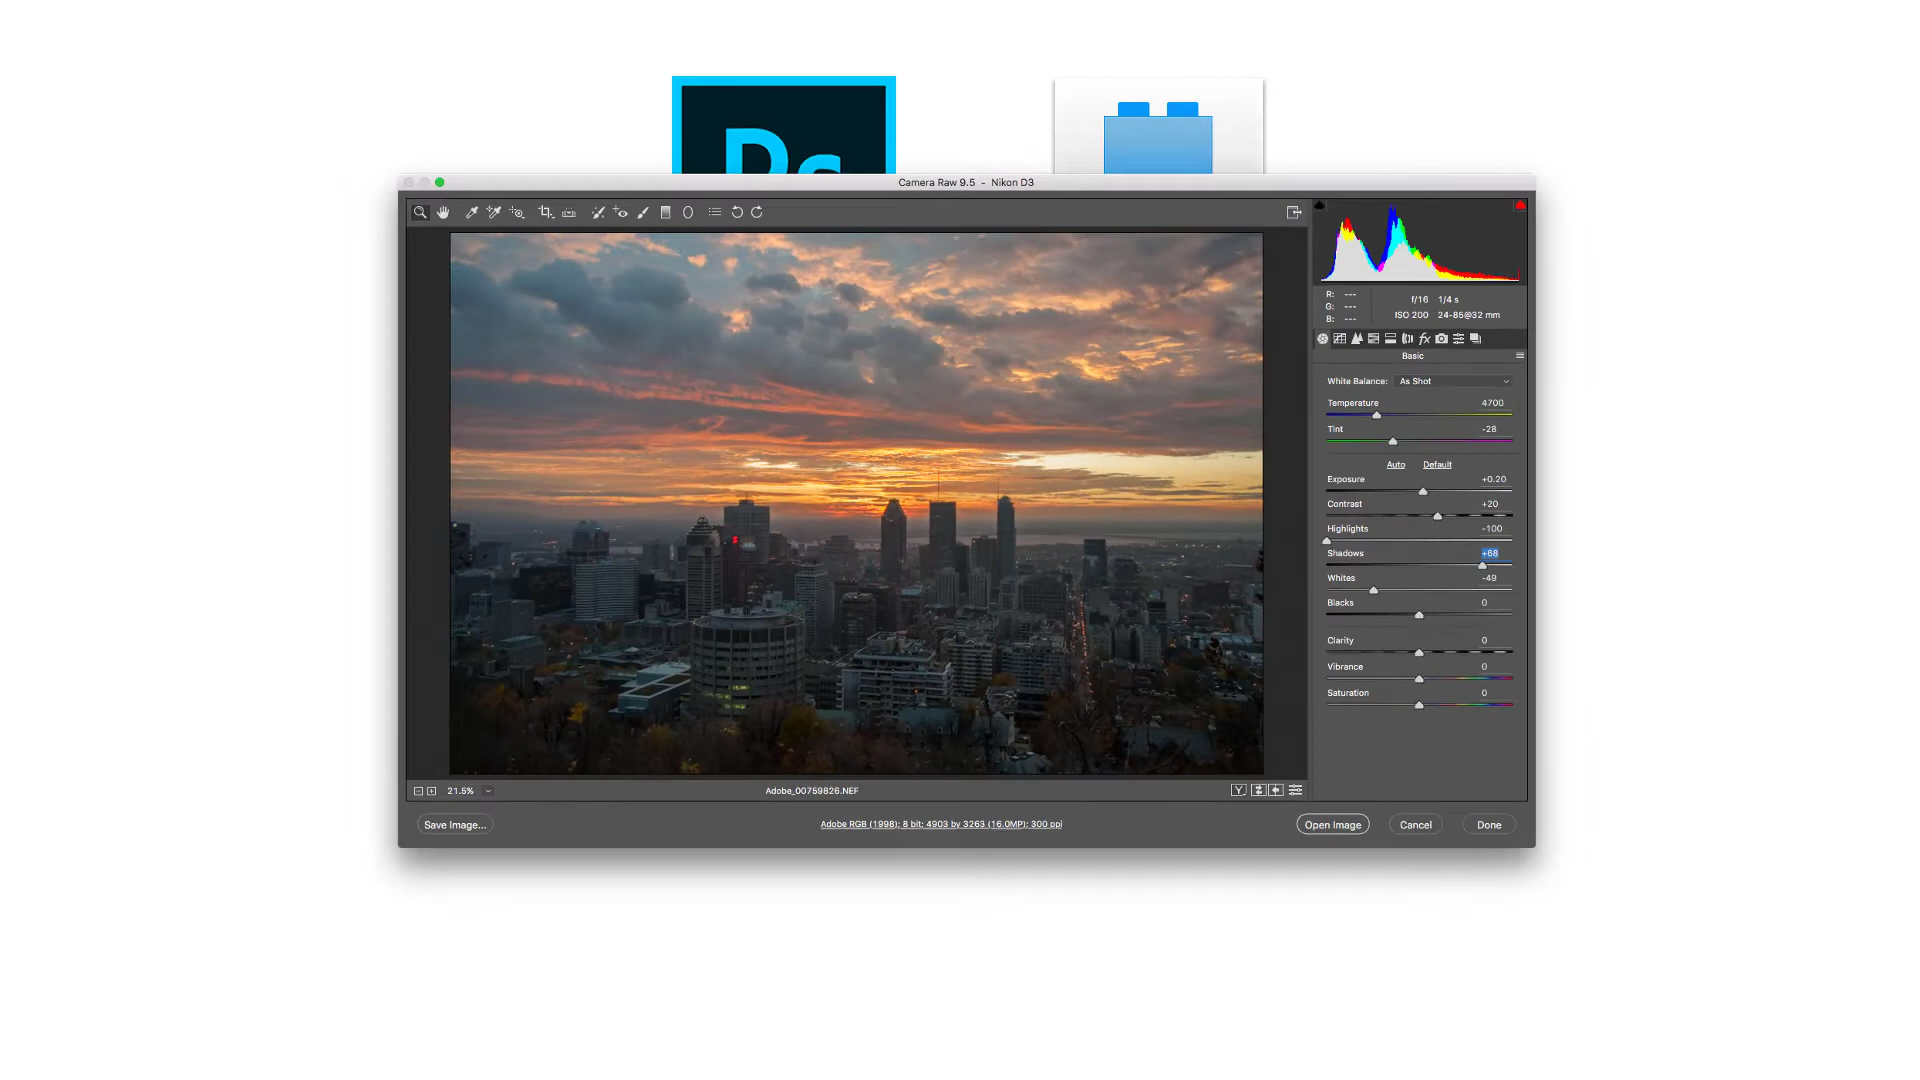 Ps
Camera Raw 9.5 - Nikon D3
R: ---
G: ---
B: ---
f/16 1/4 s
ISO 200 24-85@32 mm
fx
Basic
White Balance: As Shot
Temperature 4700
Tint -28
Auto Default
Exposure +0.20
Contrast +20
Highlights -100
Shadows +68
Whites -49
Blacks 0
Clarity 0
Vibrance 0
Saturation 0
21.5%
Adobe_00759826.NEF
Y
Save Image...
Adobe RGB (1998); 8 bit; 4903 by 3263 (16.0MP); 300 ppi
Open Image
Cancel
Done